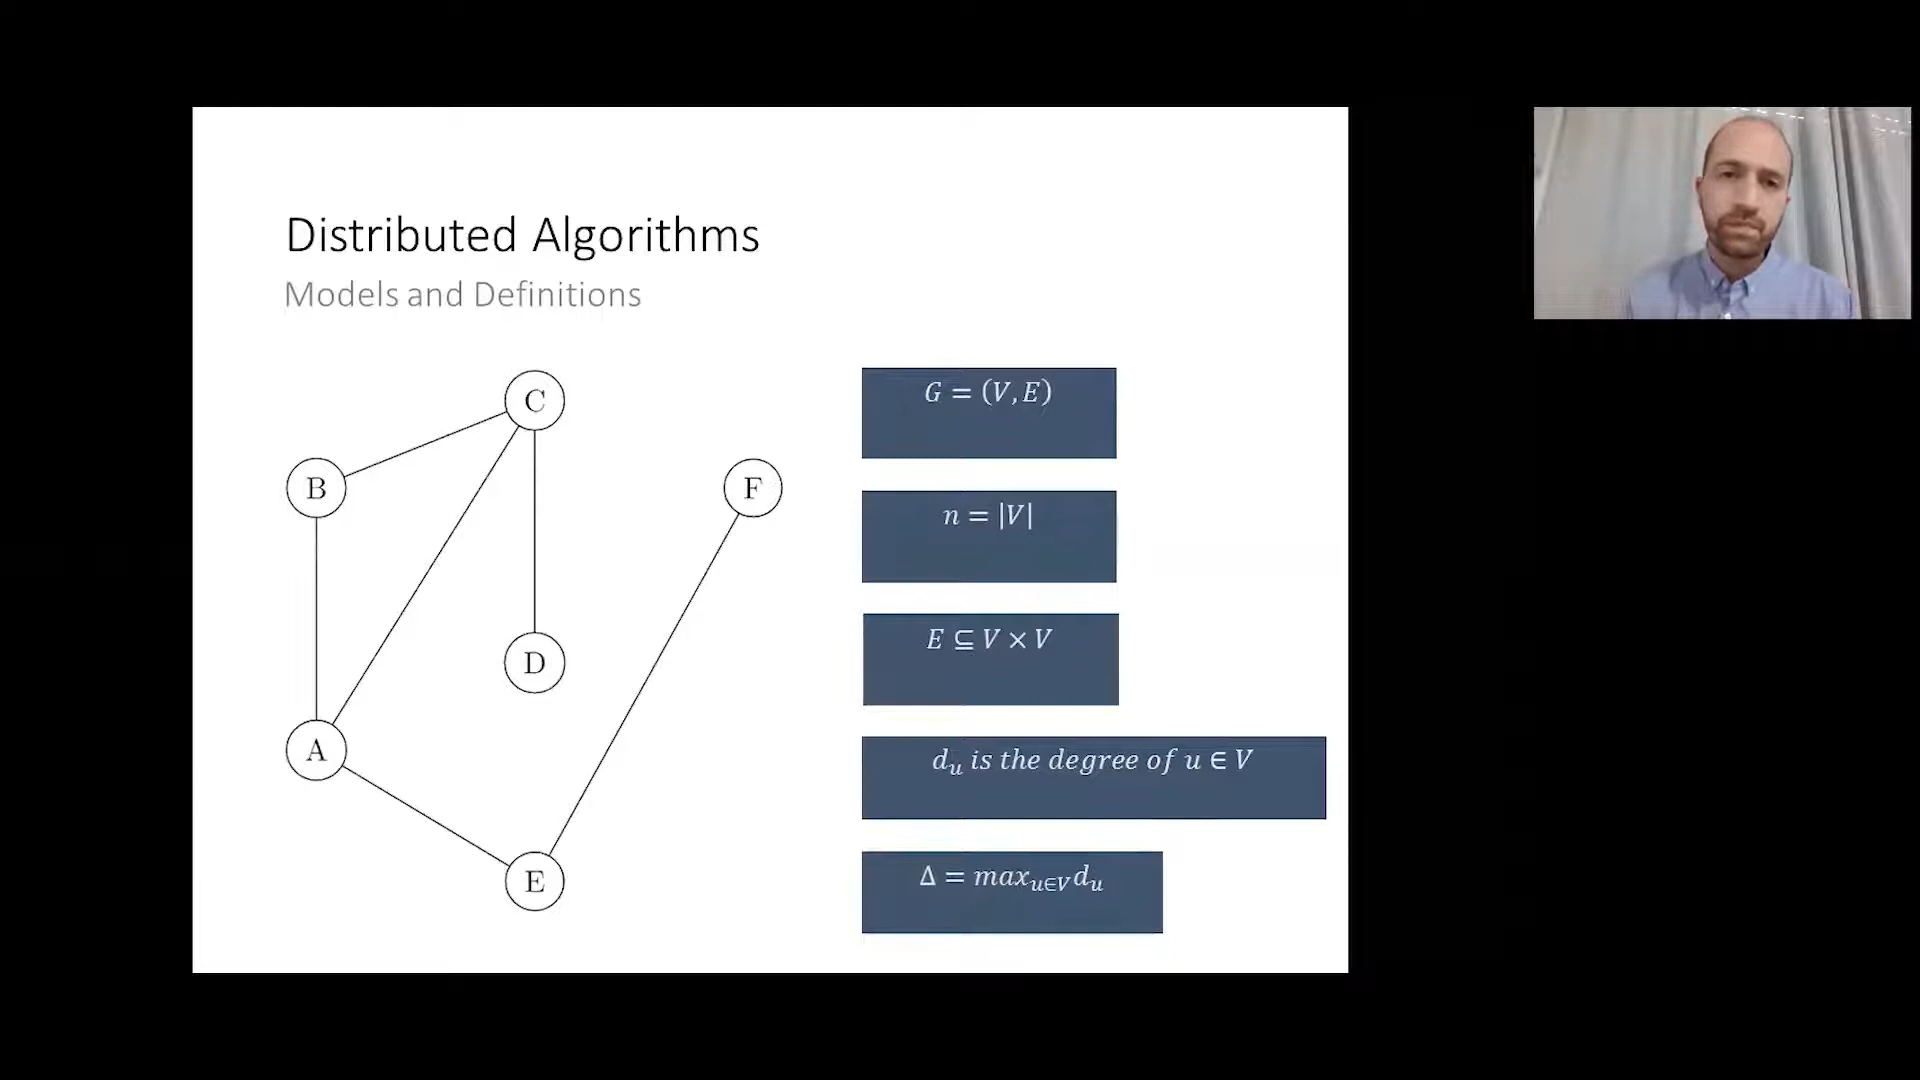 Distributed Algorithms
Models and Definitions
C
B
F
D
A
E
G = (V, E)
n = |V|
E ⊆ V × V
d_u is the degree of u ∈ V
Δ = max_{u∈V} d_u